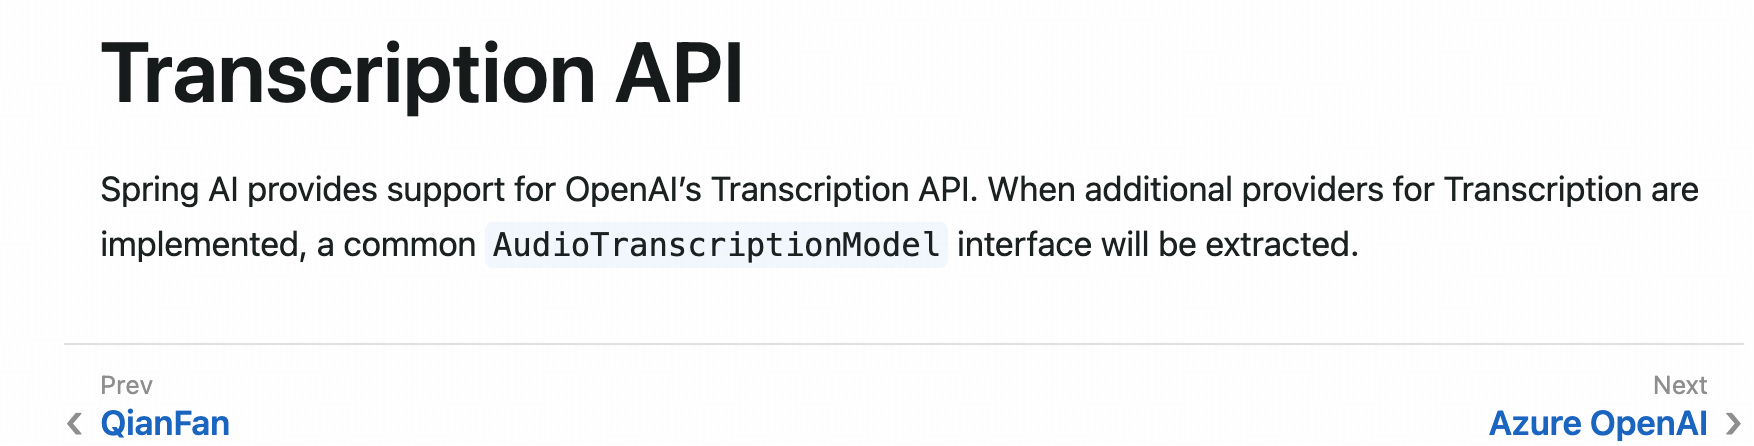 Transcription API
Spring AI provides support for OpenAI’s Transcription API. When additional providers for Transcription are
implemented, a common AudioTranscriptionModel interface will be extracted.
Prev
‹ QianFan
Next
Azure OpenAI ›